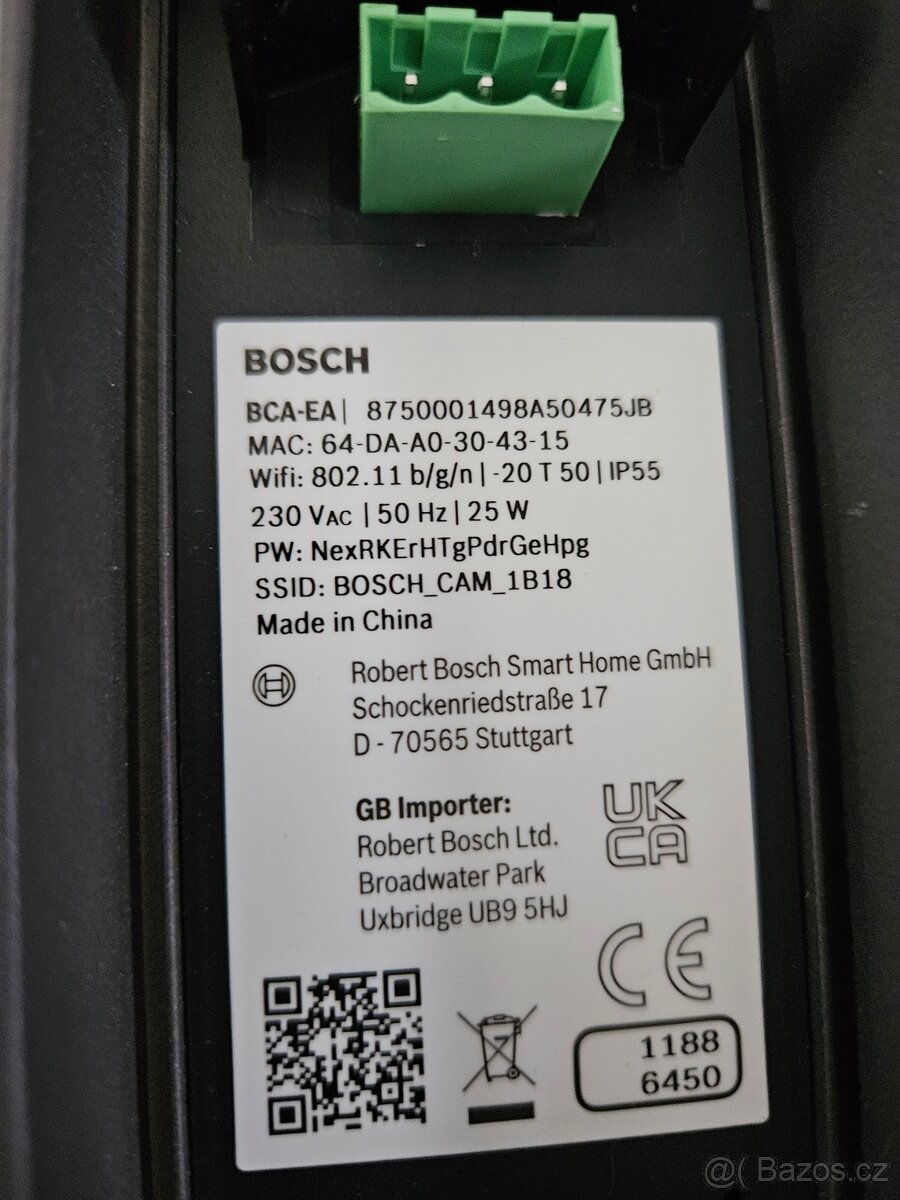 BOSCH
BCA-EA | 8750001498A50475JB
MAC: 64-DA-A0-30-43-15
Wifi: 802.11 b/g/n | -20 T 50 | IP55
230 VAC | 50 Hz | 25 W
PW: NexRKErHTgPdrGeHpg
SSID: BOSCH_CAM_1B18
Made in China
Robert Bosch Smart Home GmbH
Schockenriedstraße 17
D - 70565 Stuttgart
GB Importer:
Robert Bosch Ltd.
Broadwater Park
Uxbridge UB9 5HJ
UK
CA
CE
1188
6450
@( Bazos.cz